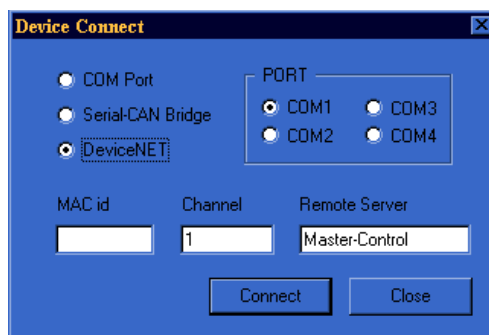 Device Connect
COM Port
Serial-CAN Bridge
DeviceNET
PORT
COM1 COM3
COM2 COM4
MAC id Channel Remote Server
1 Master-Control
Connect Close